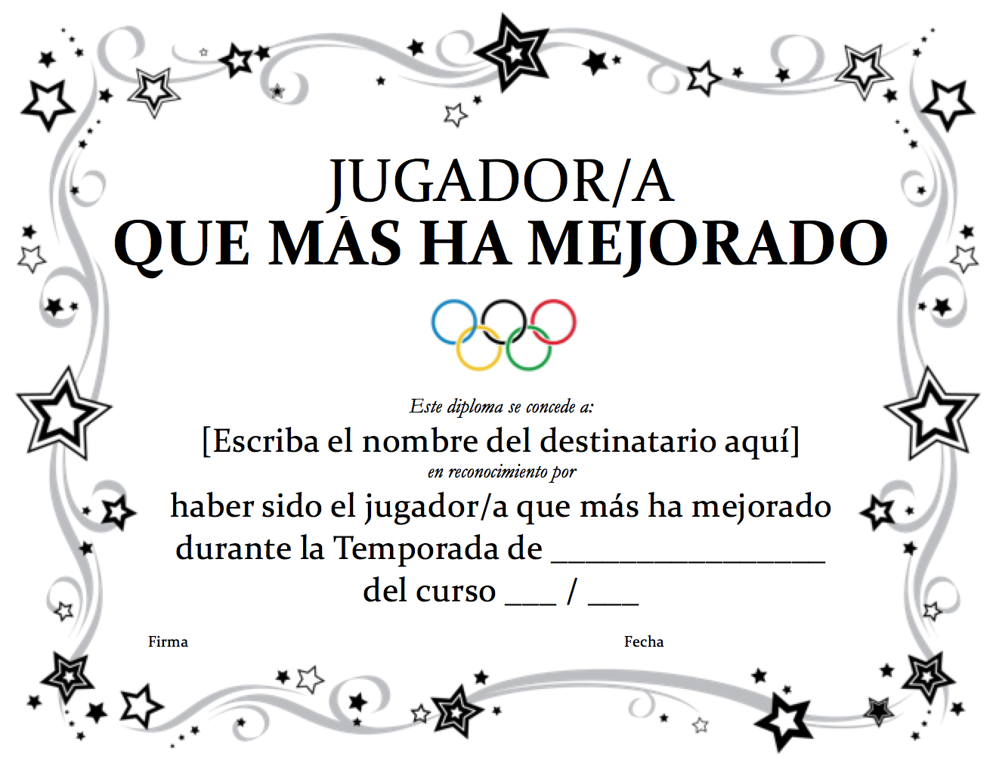 JUGADOR/A
QUE MÁS HA MEJORADO
Este diploma se concede a:
[Escriba el nombre del destinatario aquí]
en reconocimiento por
haber sido el jugador/a que más ha mejorado
durante la Temporada de ________________
del curso ___ / ___
Firma Fecha